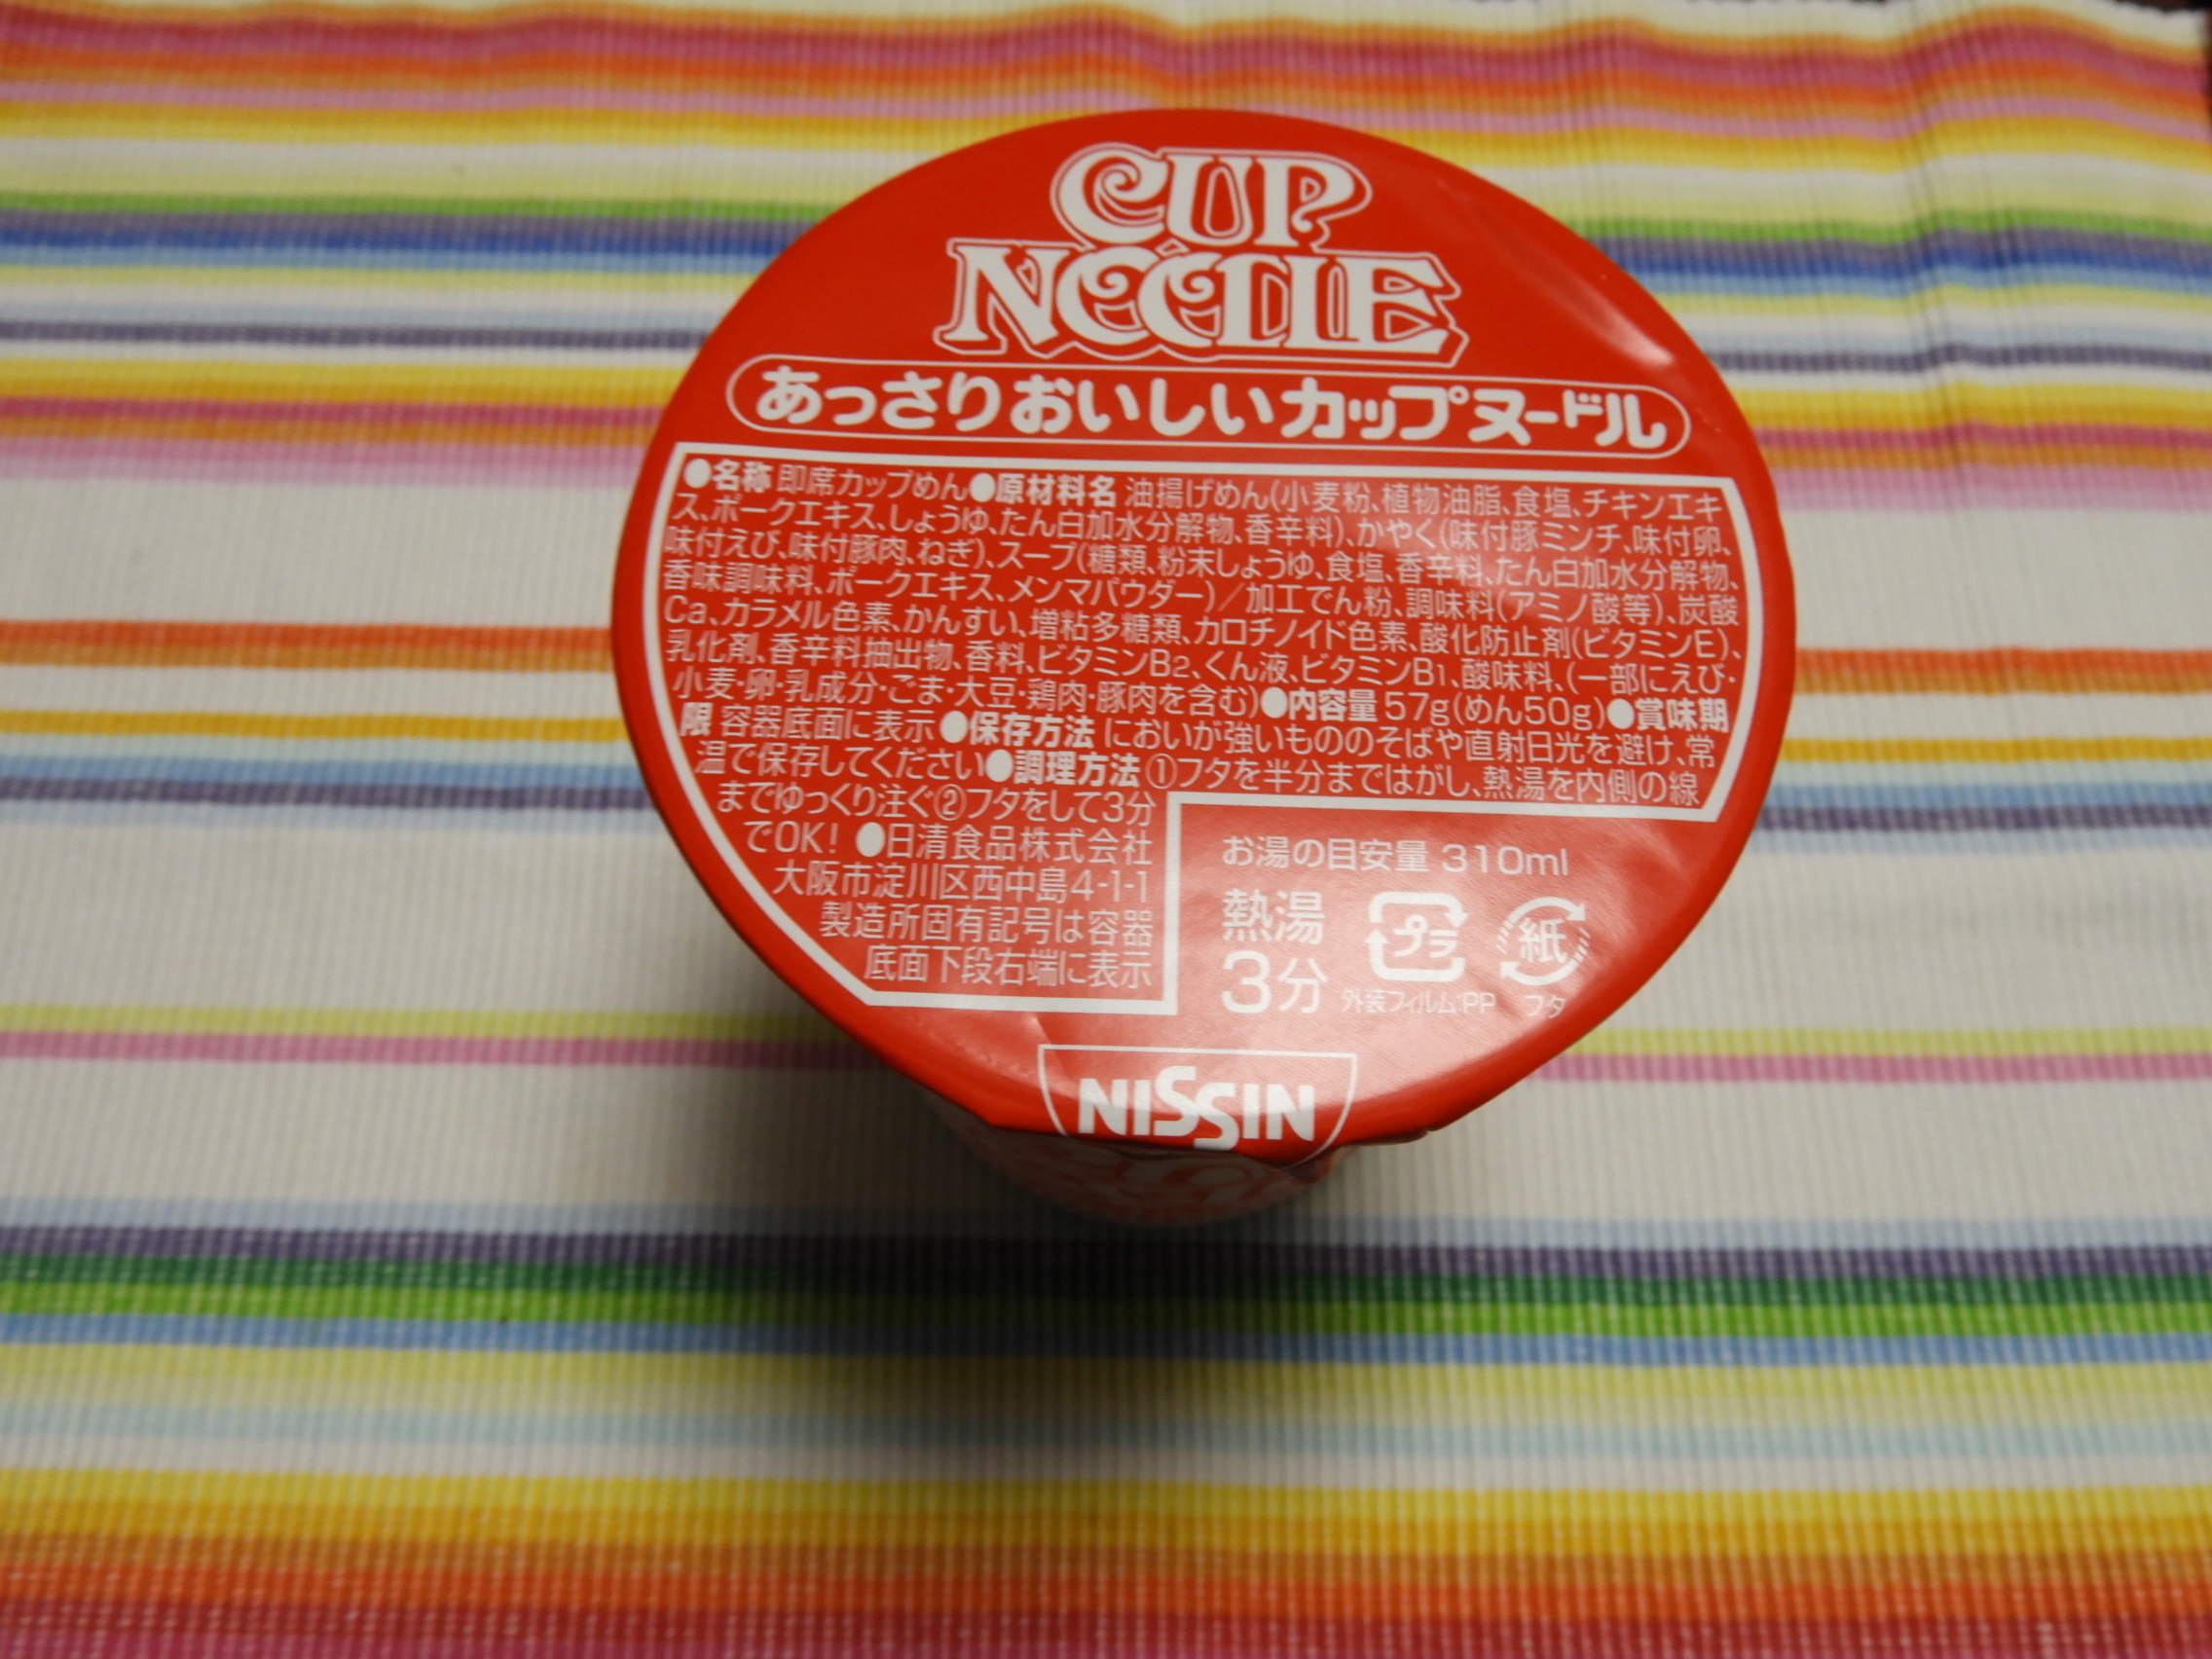 CUP
NOODLE
あっさりおいしいカップヌードル
●名称 即席カップめん●原材料名 油揚げめん(小麦粉、植物油脂、食塩、チキンエキ
ス、ポークエキス、しょうゆ、たん白加水分解物、香辛料)、かやく(味付豚ミンチ、味付卵、
味付えび、味付豚肉、ねぎ)、スープ(糖類、粉末しょうゆ、食塩、香辛料、たん白加水分解物、
香味調味料、ポークエキス、メンマパウダー)/加工でん粉、調味料(アミノ酸等)、炭酸
Ca、カラメル色素、かんすい、増粘多糖類、カロチノイド色素、酸化防止剤(ビタミンE)、
乳化剤、香辛料抽出物、香料、ビタミンB2、くん液、ビタミンB1、酸味料、(一部にえび・
小麦・卵・乳成分・ごま・大豆・鶏肉・豚肉を含む)●内容量 57g(めん50g)●賞味期
限 容器底面に表示 ●保存方法 においが強いもののそばや直射日光を避け、常
温で保存してください●調理方法 ①フタを半分まではがし、熱湯を内側の線
までゆっくり注ぐ②フタをして3分
でOK! ●日清食品株式会社
大阪市淀川区西中島4-1-1
製造所固有記号は容器
底面下段右端に表示
お湯の目安量 310ml
熱湯
3分
プラ
紙
外装フィルム:PP
フタ
NISSIN